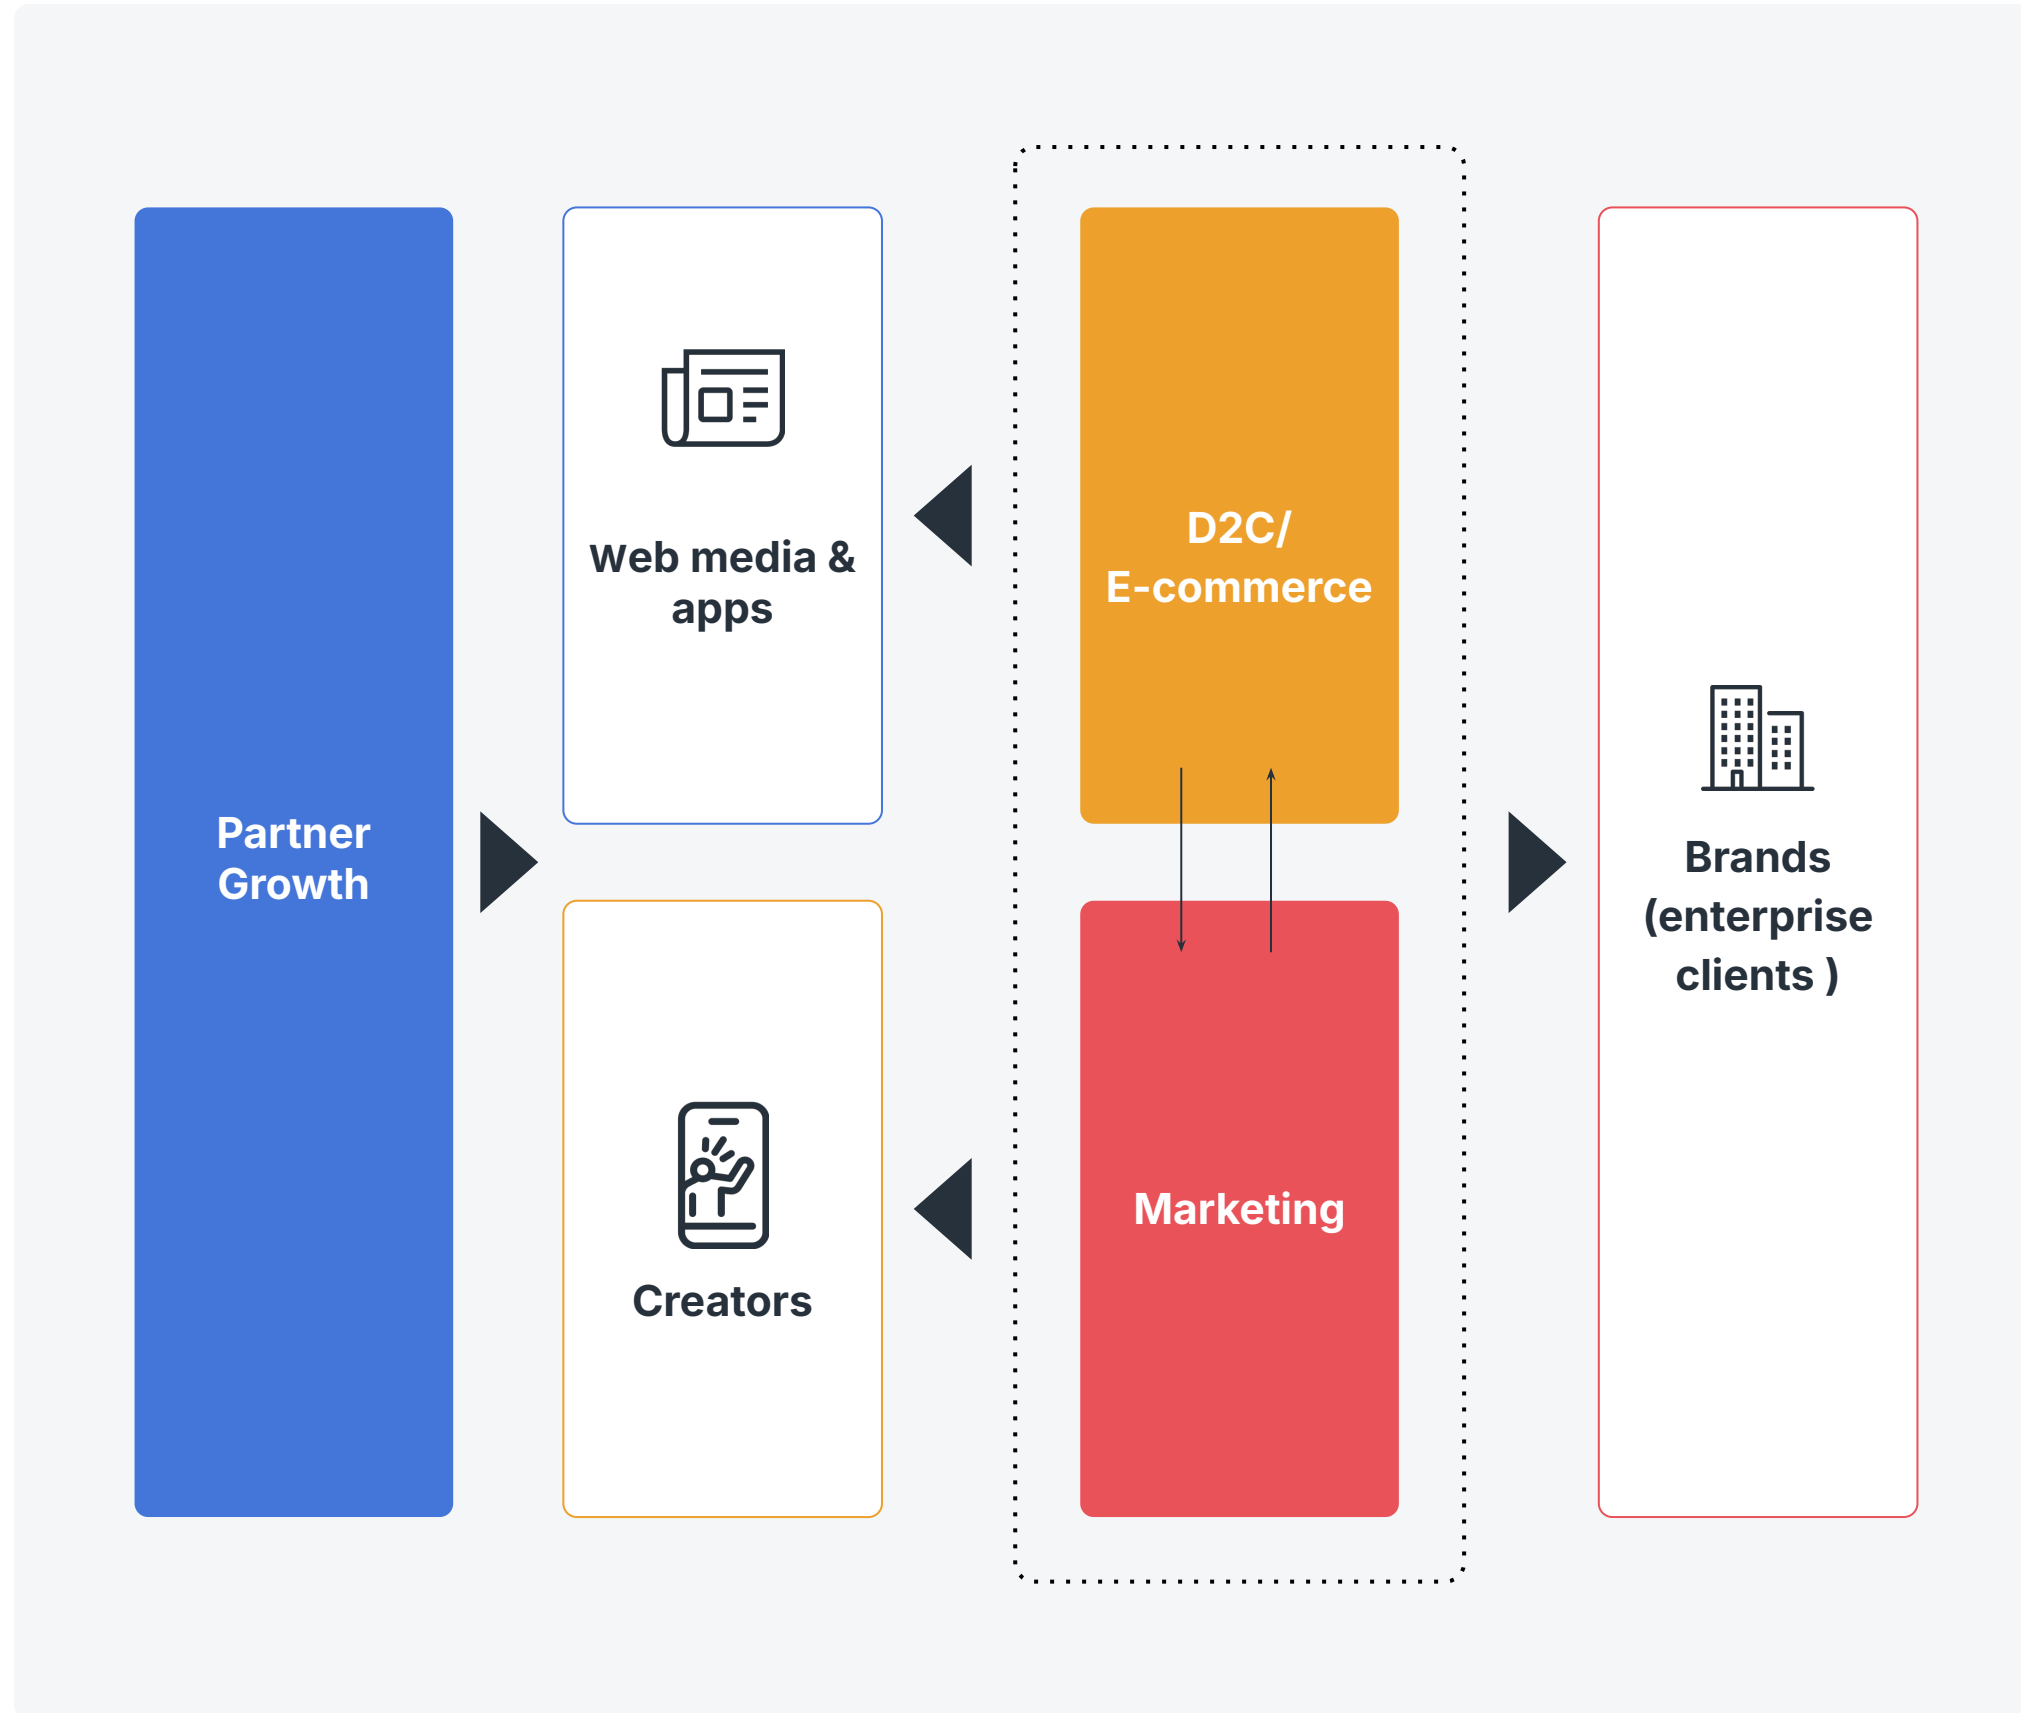 Partner
Growth
Web media &
apps
Creators
D2C/
E-commerce
Marketing
Brands
(enterprise
clients )